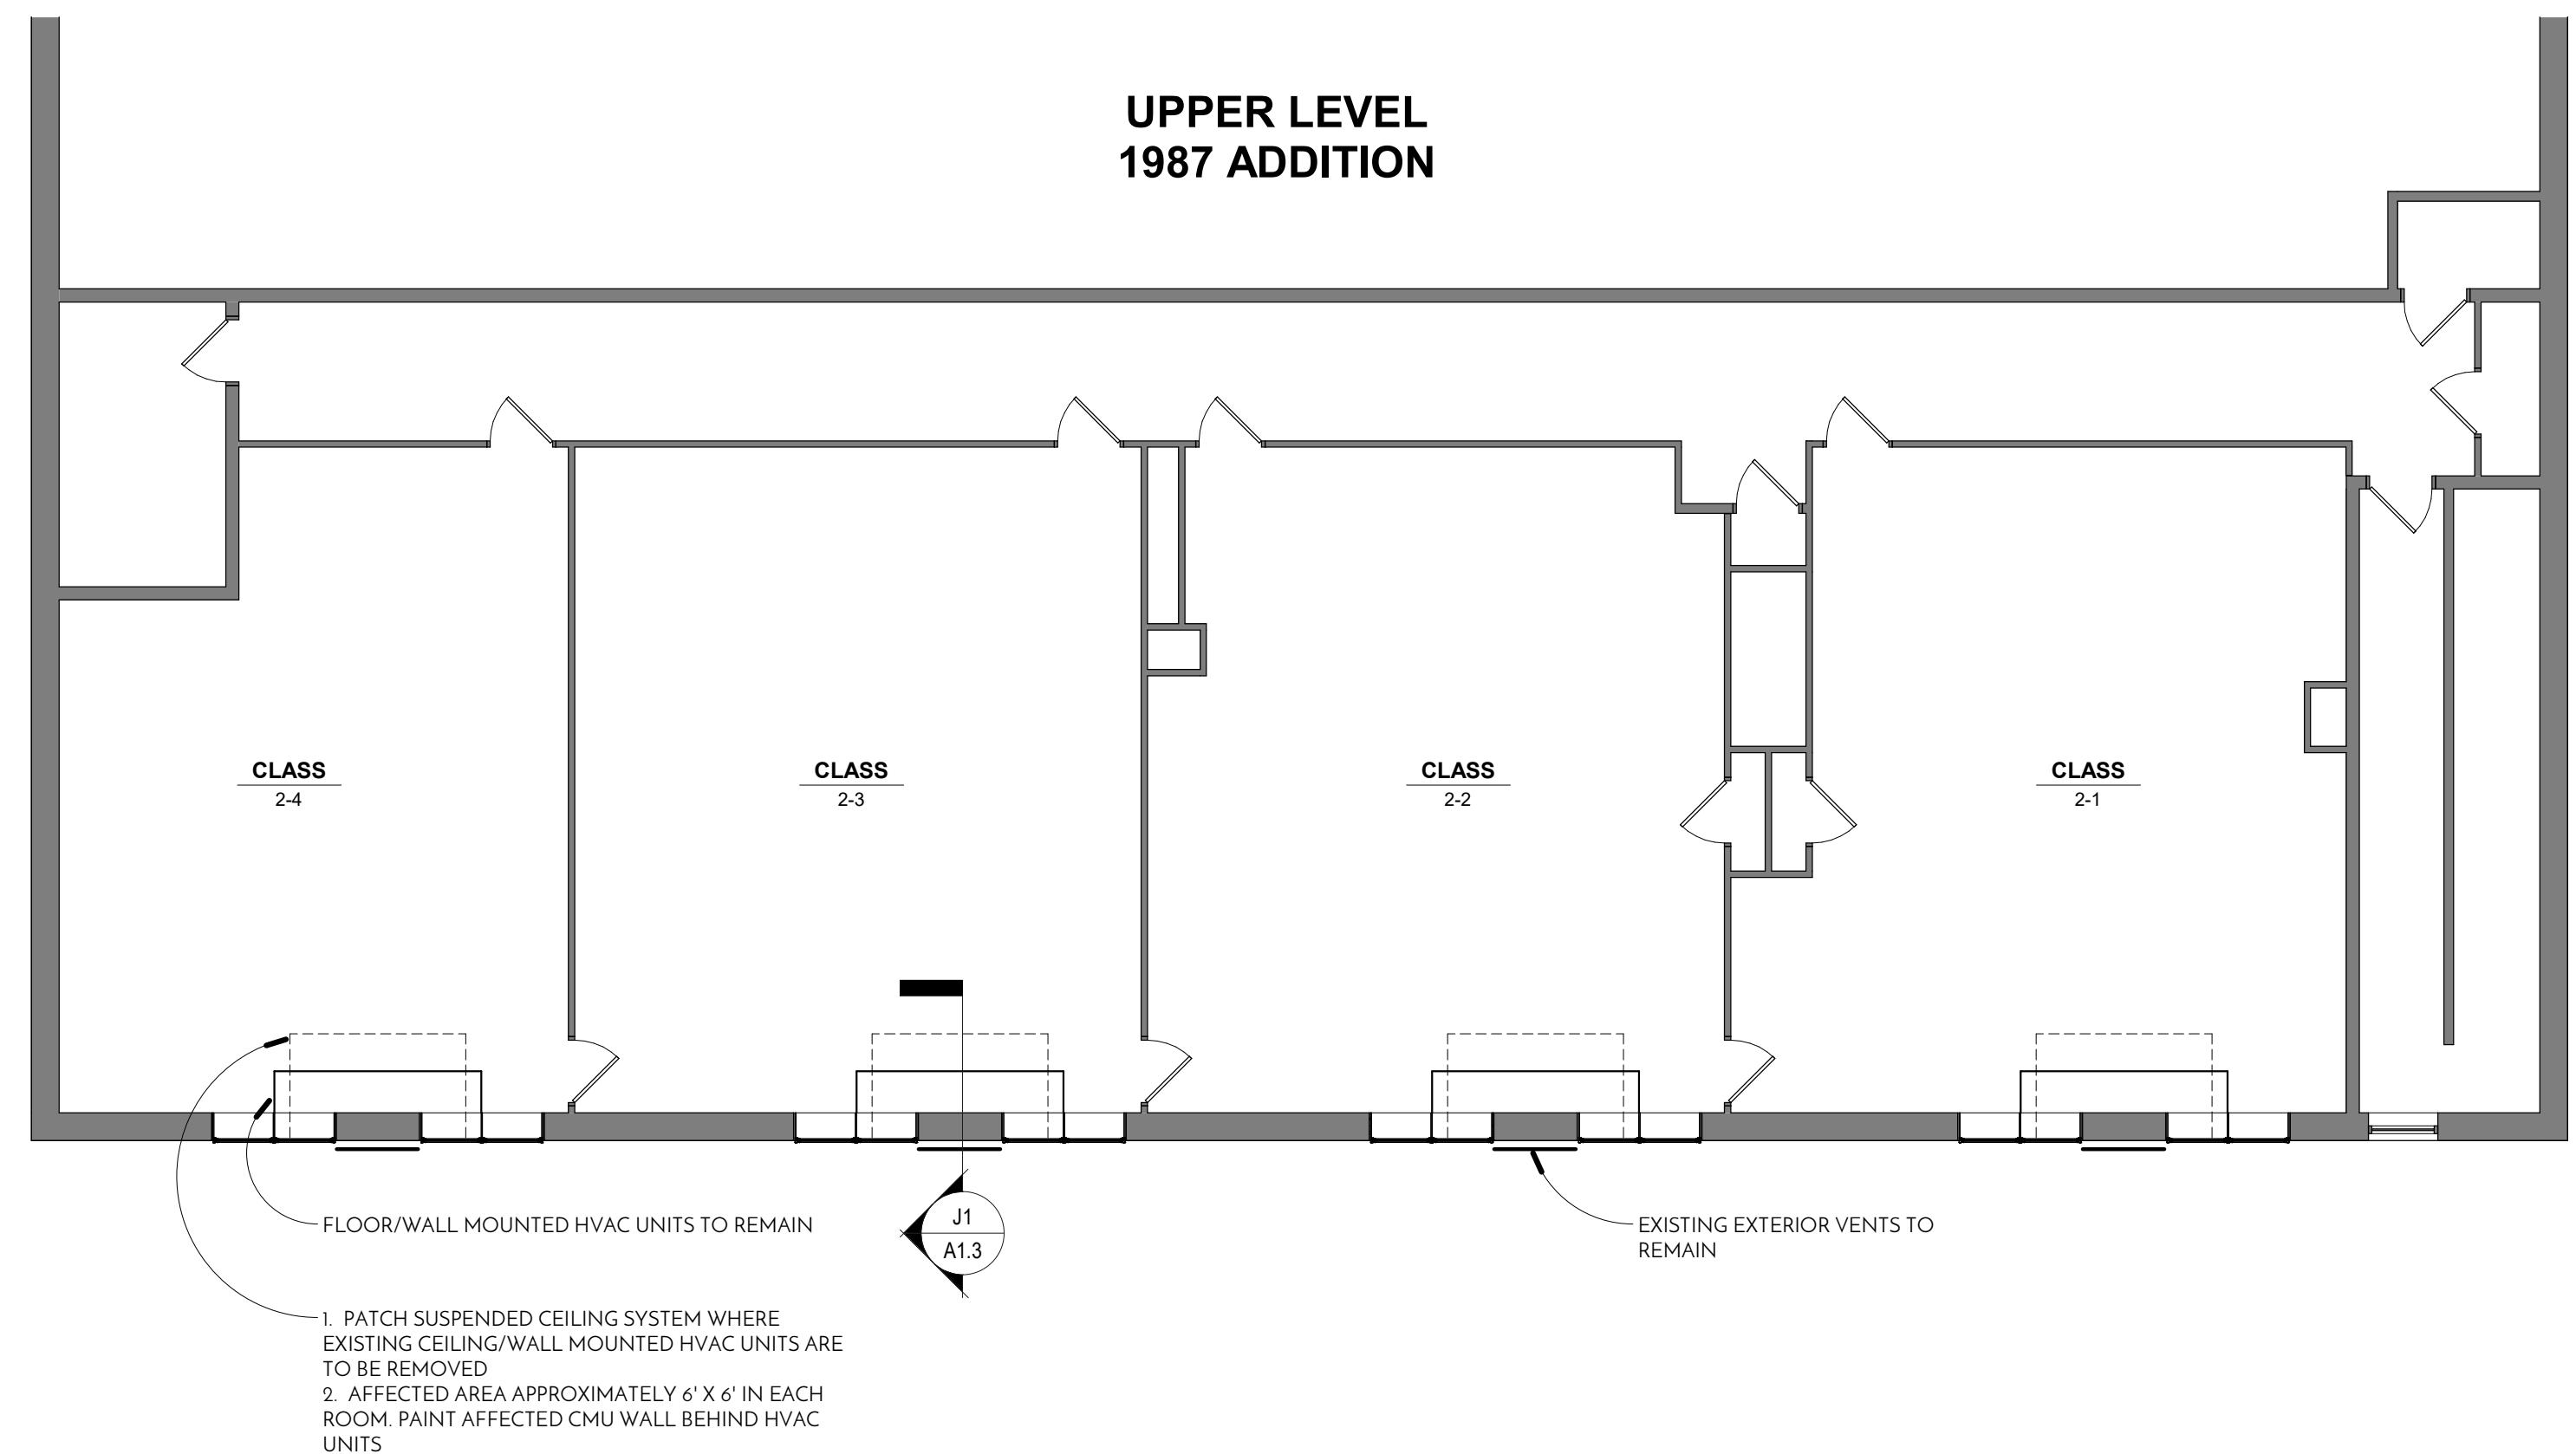 UPPER LEVEL
1987 ADDITION
CLASS
2-4
CLASS
2-3
CLASS
2-2
CLASS
2-1
FLOOR/WALL MOUNTED HVAC UNITS TO REMAIN
J1
A1.3
EXISTING EXTERIOR VENTS TO
REMAIN
1. PATCH SUSPENDED CEILING SYSTEM WHERE
EXISTING CEILING/WALL MOUNTED HVAC UNITS ARE
TO BE REMOVED
2. AFFECTED AREA APPROXIMATELY 6' X 6' IN EACH
ROOM. PAINT AFFECTED CMU WALL BEHIND HVAC
UNITS